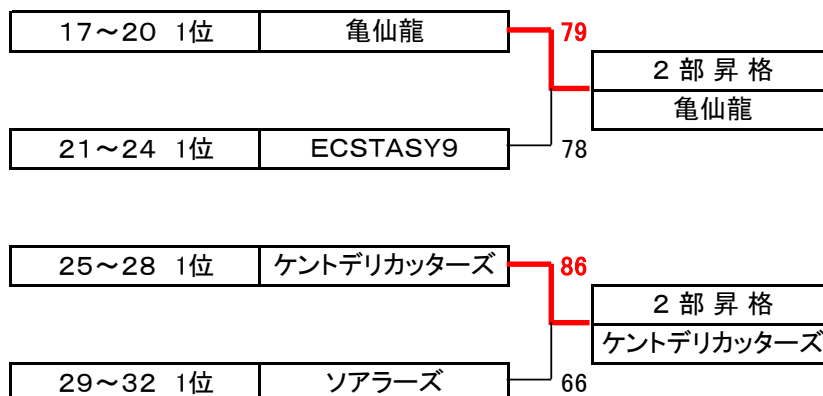 17～20 1位 亀仙龍 79
2部昇格
亀仙龍
21～24 1位 ECSTASY9 78
25～28 1位 ケントデリカッターズ 86
2部昇格
ケントデリカッターズ
29～32 1位 ソアラーズ 66